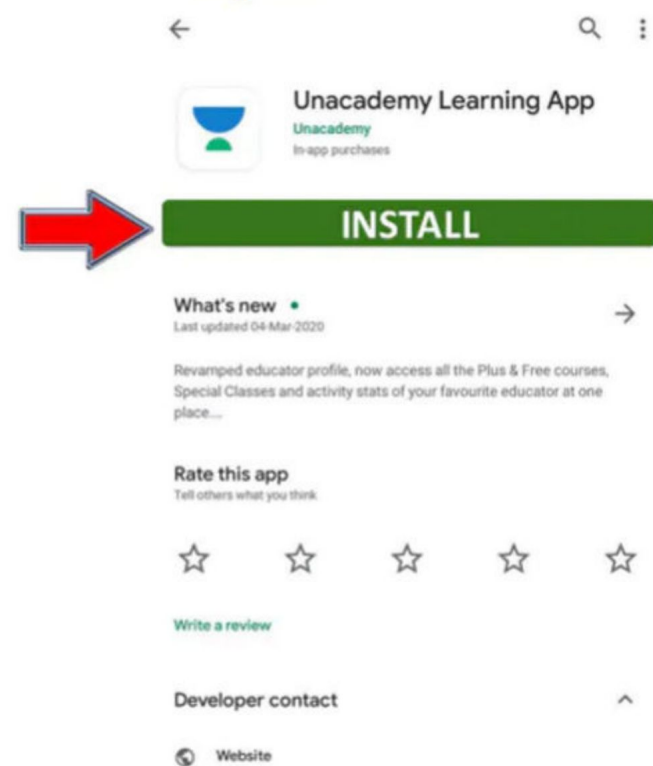 Unacademy Learning App
Unacademy
In-app purchases
INSTALL
What's new
Last updated 04-Mar-2020
Revamped educator profile, now access all the Plus & Free courses,
Special Classes and activity stats of your favourite educator at one
place...
Rate this app
Tell others what you think
Write a review
Developer contact
Website